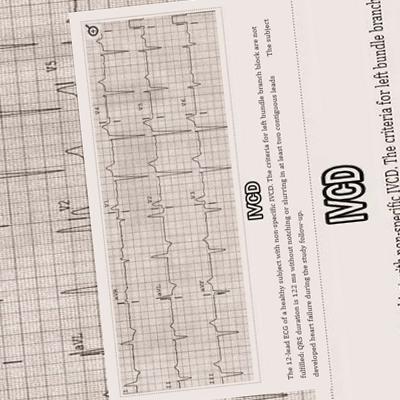 V5
V2
aVL
V4
V5
V6
V1
V2
V3
aVR
aVL
aVF
I
II
III
IVCD
The 12-lead ECG of a healthy subject with non-specific IVCD. The criteria for left bundle branch block are not
fulfilled: QRS duration is 122 ms without notching or slurring in at least two contiguous leads The subject
developed heart failure during the study follow-up.
IVCD
with non-specific IVCD. The criteria for left bundle branch